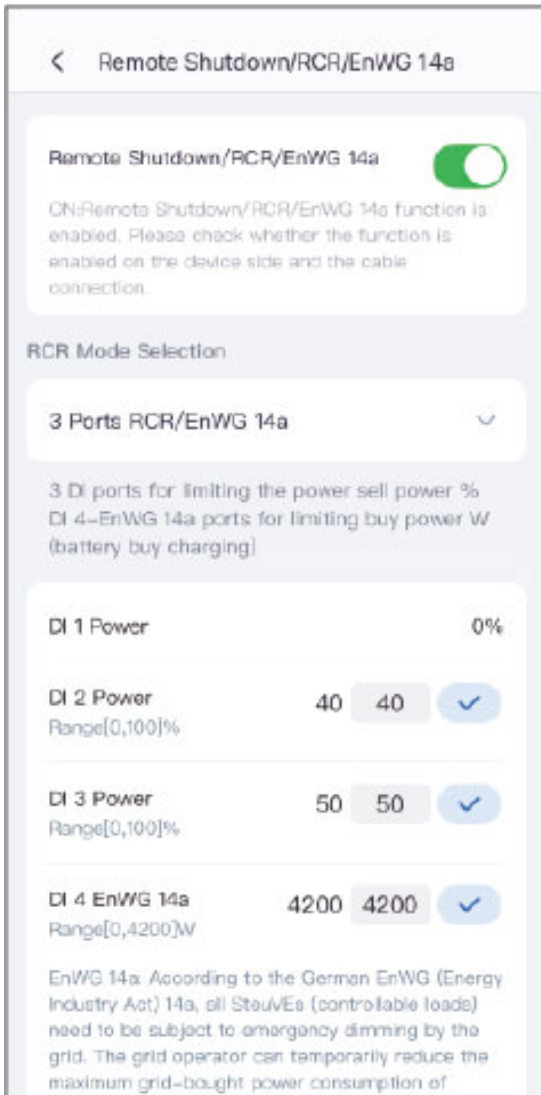 Remote Shutdown/RCR/EnWG 14a
Remote Shutdown/RCR/EnWG 14a
ON:Remote Shutdown/RCR/EnWG 14a function is
enabled. Please check whether the function is
enabled on the device side and the cable
connection.
RCR Mode Selection
3 Ports RCR/EnWG 14a
3 DI ports for limiting the power sell power %
DI 4-EnWG 14a ports for limiting buy power W
(battery buy charging)
DI 1 Power 0%
DI 2 Power 40 40
Range[0,100]%
DI 3 Power 50 50
Range[0,100]%
DI 4 EnWG 14a 4200 4200
Range[0,4200]W
EnWG 14a: According to the German EnWG (Energy
Industry Act) 14a, all SteuVEs (controllable loads)
need to be subject to emergency dimming by the
grid. The grid operator can temporarily reduce the
maximum grid-bought power consumption of